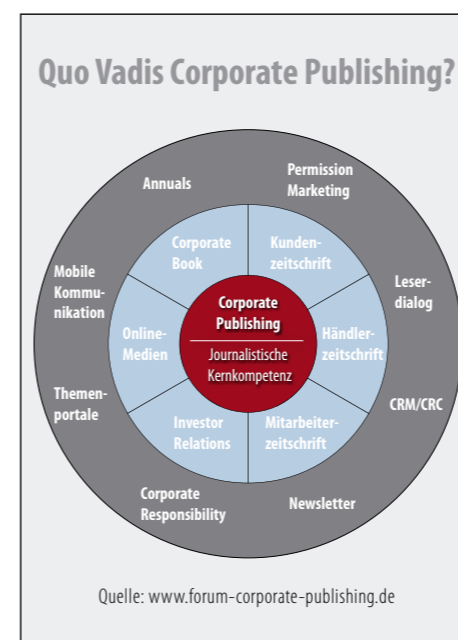 Quo Vadis Corporate Publishing?
Annuals
Permission
Marketing
Mobile
Kommu-
nikation
Leser-
dialog
Themen-
portale
CRM/CRC
Corporate
Responsibility
Newsletter
Corporate
Book
Kunden-
zeitschrift
Online-
Medien
Händler-
zeitschrift
Investor
Relations
Mitarbeiter-
zeitschrift
Corporate
Publishing
Journalistische
Kernkompetenz
Quelle: www.forum-corporate-publishing.de